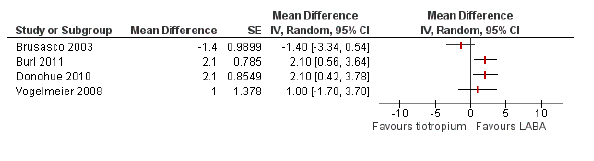 Mean Difference Mean Difference
Study or Subgroup Mean Difference SE IV, Random, 95% CI IV, Random, 95% CI
Brusasco 2003 -1.4 0.9899 -1.40 [-3.34, 0.54]
Burl 2011 2.1 0.785 2.10 [0.56, 3.64]
Donohue 2010 2.1 0.8549 2.10 [0.42, 3.78]
Vogelmeier 2008 1 1.378 1.00 [-1.70, 3.70]
-10 -5 0 5 10
Favours tiotropium Favours LABA